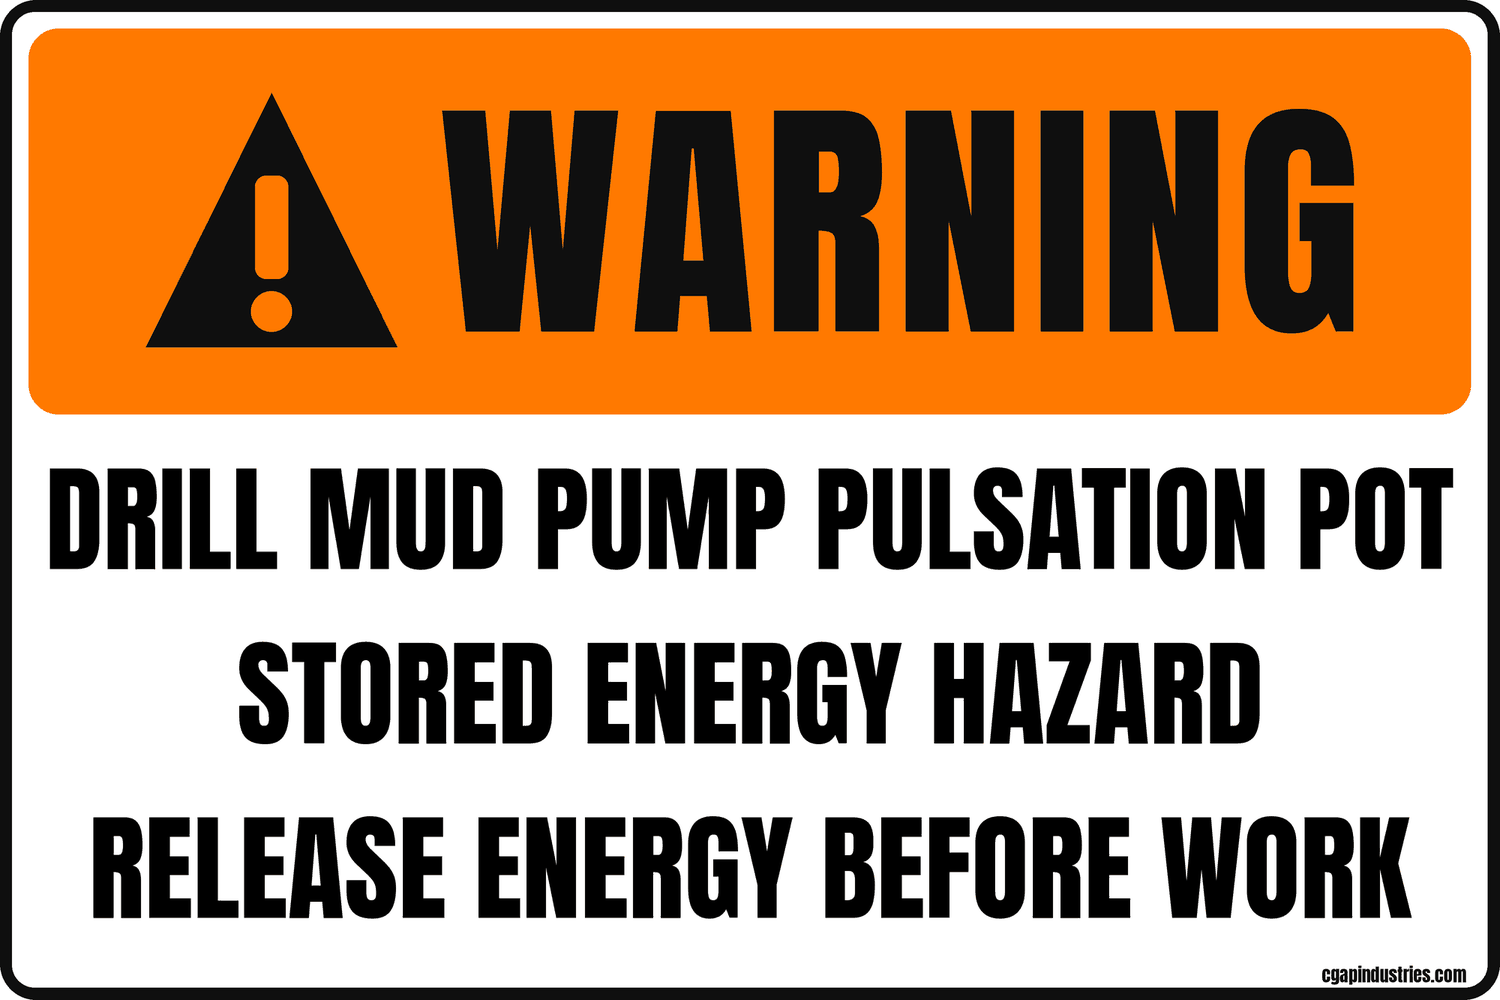 WARNING
DRILL MUD PUMP PULSATION POT
STORED ENERGY HAZARD
RELEASE ENERGY BEFORE WORK
cgapindustries.com